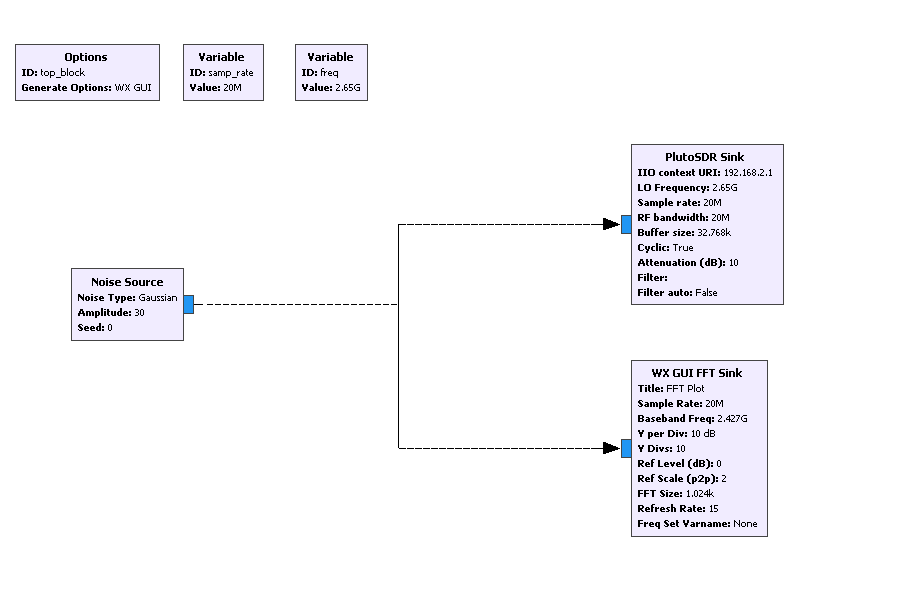 Options
ID: top_block
Generate Options: WX GUI
Variable
ID: samp_rate
Value: 20M
Variable
ID: freq
Value: 2.65G
PlutoSDR Sink
IIO context URI: 192.168.2.1
LO Frequency: 2.65G
Sample rate: 20M
RF bandwidth: 20M
Buffer size: 32.768k
Cyclic: True
Attenuation (dB): 10
Filter:
Filter auto: False
Noise Source
Noise Type: Gaussian
Amplitude: 30
Seed: 0
WX GUI FFT Sink
Title: FFT Plot
Sample Rate: 20M
Baseband Freq: 2.427G
Y per Div: 10 dB
Y Divs: 10
Ref Level (dB): 0
Ref Scale (p2p): 2
FFT Size: 1.024k
Refresh Rate: 15
Freq Set Varname: None